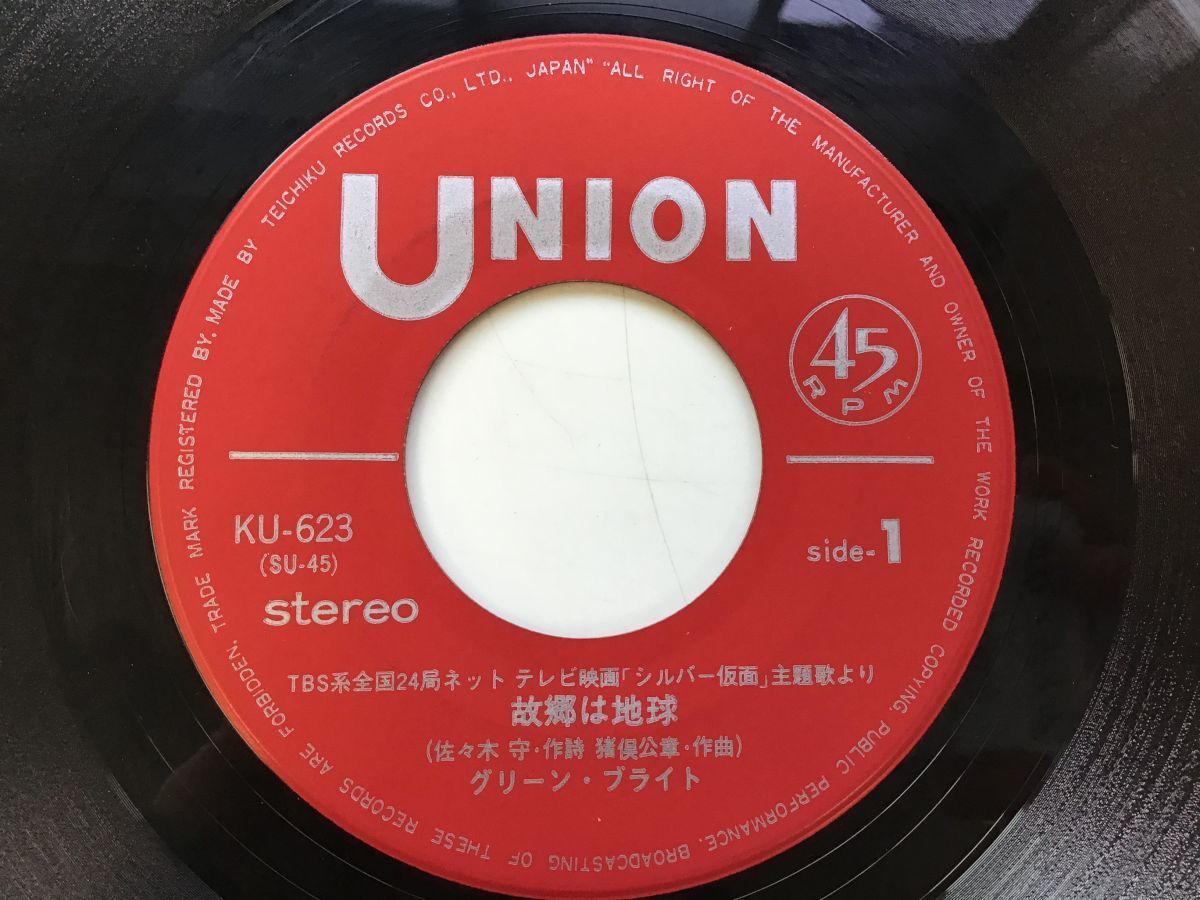 TRADE MARK REGISTERED BY. MADE BY TEICHIKU RECORDS CO., LTD., JAPAN" "ALL RIGHT OF THE MANUFACTURER AND OWNER OF THE WORK RECORDED COPYING, PUBLIC PERFORMANCE. BROADCASTING OF THESE RECORDS ARE FORBIDDEN.
UNION
45
RPM
KU-623
(SU-45)
side-1
stereo
TBS系全国24局ネット テレビ映画「シルバー仮面」主題歌より
故郷は地球
(佐々木 守・作詩 猪俣公章・作曲)
グリーン・ブライト